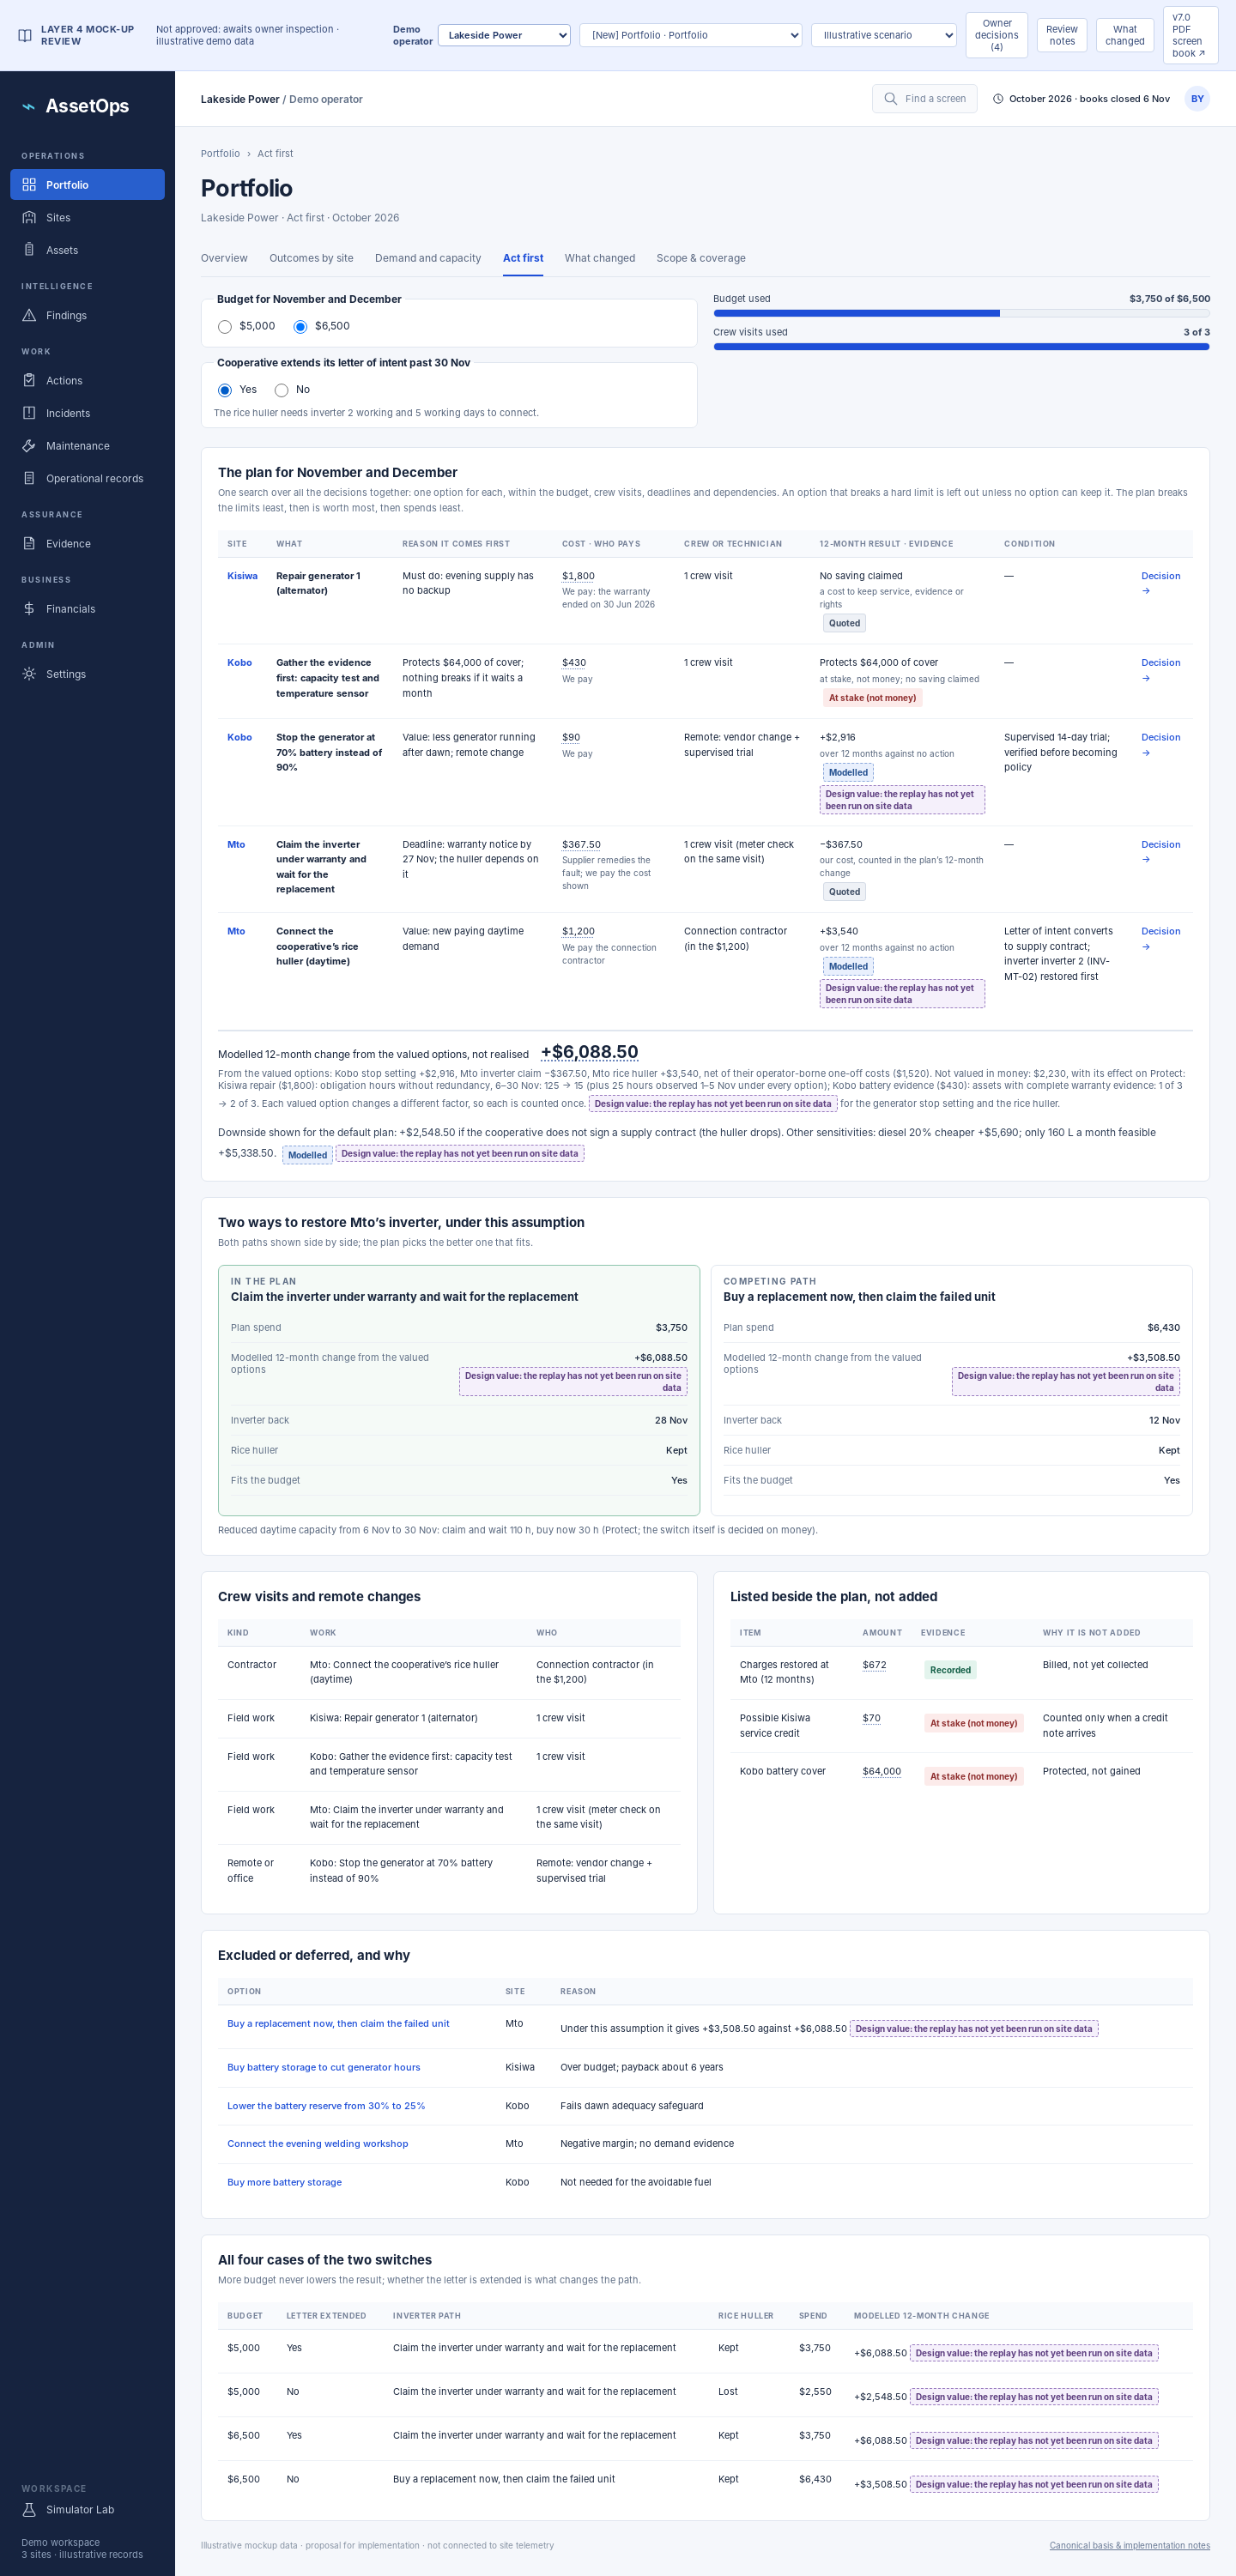 LAYER 4 MOCK-UP REVIEW
Not approved: awaits owner inspection · illustrative demo data
Demo operator
Lakeside Power
[New] Portfolio · Portfolio
Illustrative scenario
Owner decisions (4)
Review notes
What changed
v7.0 PDF screen book ↗
AssetOps
OPERATIONS
Portfolio
Sites
Assets
INTELLIGENCE
Findings
WORK
Actions
Incidents
Maintenance
Operational records
ASSURANCE
Evidence
BUSINESS
Financials
ADMIN
Settings
WORKSPACE
Simulator Lab
Demo workspace
3 sites · illustrative records
Lakeside Power / Demo operator
Find a screen
October 2026 · books closed 6 Nov
BY
Portfolio › Act first
Portfolio
Lakeside Power · Act first · October 2026
Overview
Outcomes by site
Demand and capacity
Act first
What changed
Scope & coverage
Budget for November and December
$5,000
$6,500
Cooperative extends its letter of intent past 30 Nov
Yes
No
The rice huller needs inverter 2 working and 5 working days to connect.
Budget used
$3,750 of $6,500
Crew visits used
3 of 3
The plan for November and December
One search over all the decisions together: one option for each, within the budget, crew visits, deadlines and dependencies. An option that breaks a hard limit is left out unless no option can keep it. The plan breaks
the limits least, then is worth most, then spends least.
SITE WHAT REASON IT COMES FIRST COST · WHO PAYS CREW OR TECHNICIAN 12-MONTH RESULT · EVIDENCE CONDITION
Kisiwa
Repair generator 1
(alternator)
Must do: evening supply has
no backup
$1,800
We pay: the warranty
ended on 30 Jun 2026
1 crew visit
No saving claimed
a cost to keep service, evidence or
rights
Quoted
—
Decision
→
Kobo
Gather the evidence
first: capacity test and
temperature sensor
Protects $64,000 of cover;
nothing breaks if it waits a
month
$430
We pay
1 crew visit
Protects $64,000 of cover
at stake, not money; no saving claimed
At stake (not money)
—
Decision
→
Kobo
Stop the generator at
70% battery instead of
90%
Value: less generator running
after dawn; remote change
$90
We pay
Remote: vendor change +
supervised trial
+$2,916
over 12 months against no action
Modelled
Design value: the replay has not yet
been run on site data
Supervised 14-day trial;
verified before becoming
policy
Decision
→
Mto
Claim the inverter
under warranty and
wait for the
replacement
Deadline: warranty notice by
27 Nov; the huller depends on
it
$367.50
Supplier remedies the
fault; we pay the cost
shown
1 crew visit (meter check
on the same visit)
−$367.50
our cost, counted in the plan's 12-month
change
Quoted
—
Decision
→
Mto
Connect the
cooperative's rice
huller (daytime)
Value: new paying daytime
demand
$1,200
We pay the connection
contractor
Connection contractor
(in the $1,200)
+$3,540
over 12 months against no action
Modelled
Design value: the replay has not yet
been run on site data
Letter of intent converts
to supply contract;
inverter inverter 2 (INV-
MT-02) restored first
Decision
→
Modelled 12-month change from the valued options, not realised +$6,088.50
From the valued options: Kobo stop setting +$2,916, Mto inverter claim −$367.50, Mto rice huller +$3,540, net of their operator-borne one-off costs ($1,520). Not valued in money: $2,230, with its effect on Protect:
Kisiwa repair ($1,800): obligation hours without redundancy, 6–30 Nov: 125 → 15 (plus 25 hours observed 1–5 Nov under every option); Kobo battery evidence ($430): assets with complete warranty evidence: 1 of 3
→ 2 of 3. Each valued option changes a different factor, so each is counted once. Design value: the replay has not yet been run on site data for the generator stop setting and the rice huller.
Downside shown for the default plan: +$2,548.50 if the cooperative does not sign a supply contract (the huller drops). Other sensitivities: diesel 20% cheaper +$5,690; only 160 L a month feasible
+$5,338.50. Modelled Design value: the replay has not yet been run on site data
Two ways to restore Mto's inverter, under this assumption
Both paths shown side by side; the plan picks the better one that fits.
IN THE PLAN
Claim the inverter under warranty and wait for the replacement
Plan spend $3,750
Modelled 12-month change from the valued
options
+$6,088.50
Design value: the replay has not yet been run on site
data
Inverter back 28 Nov
Rice huller Kept
Fits the budget Yes
COMPETING PATH
Buy a replacement now, then claim the failed unit
Plan spend $6,430
Modelled 12-month change from the valued
options
+$3,508.50
Design value: the replay has not yet been run on site
data
Inverter back 12 Nov
Rice huller Kept
Fits the budget Yes
Reduced daytime capacity from 6 Nov to 30 Nov: claim and wait 110 h, buy now 30 h (Protect; the switch itself is decided on money).
Crew visits and remote changes
KIND WORK WHO
Contractor
Mto: Connect the cooperative's rice huller
(daytime)
Connection contractor (in
the $1,200)
Field work
Kisiwa: Repair generator 1 (alternator)
1 crew visit
Field work
Kobo: Gather the evidence first: capacity test
and temperature sensor
1 crew visit
Field work
Mto: Claim the inverter under warranty and
wait for the replacement
1 crew visit (meter check on
the same visit)
Remote or
office
Kobo: Stop the generator at 70% battery
instead of 90%
Remote: vendor change +
supervised trial
Listed beside the plan, not added
ITEM AMOUNT EVIDENCE WHY IT IS NOT ADDED
Charges restored at
Mto (12 months)
$672
Recorded
Billed, not yet collected
Possible Kisiwa
service credit
$70
At stake (not money)
Counted only when a credit
note arrives
Kobo battery cover
$64,000
At stake (not money)
Protected, not gained
Excluded or deferred, and why
OPTION SITE REASON
Buy a replacement now, then claim the failed unit Mto Under this assumption it gives +$3,508.50 against +$6,088.50 Design value: the replay has not yet been run on site data
Buy battery storage to cut generator hours Kisiwa Over budget; payback about 6 years
Lower the battery reserve from 30% to 25% Kobo Fails dawn adequacy safeguard
Connect the evening welding workshop Mto Negative margin; no demand evidence
Buy more battery storage Kobo Not needed for the avoidable fuel
All four cases of the two switches
More budget never lowers the result; whether the letter is extended is what changes the path.
BUDGET LETTER EXTENDED INVERTER PATH RICE HULLER SPEND MODELLED 12-MONTH CHANGE
$5,000 Yes Claim the inverter under warranty and wait for the replacement Kept $3,750 +$6,088.50 Design value: the replay has not yet been run on site data
$5,000 No Claim the inverter under warranty and wait for the replacement Lost $2,550 +$2,548.50 Design value: the replay has not yet been run on site data
$6,500 Yes Claim the inverter under warranty and wait for the replacement Kept $3,750 +$6,088.50 Design value: the replay has not yet been run on site data
$6,500 No Buy a replacement now, then claim the failed unit Kept $6,430 +$3,508.50 Design value: the replay has not yet been run on site data
Illustrative mockup data · proposal for implementation · not connected to site telemetry
Canonical basis & implementation notes